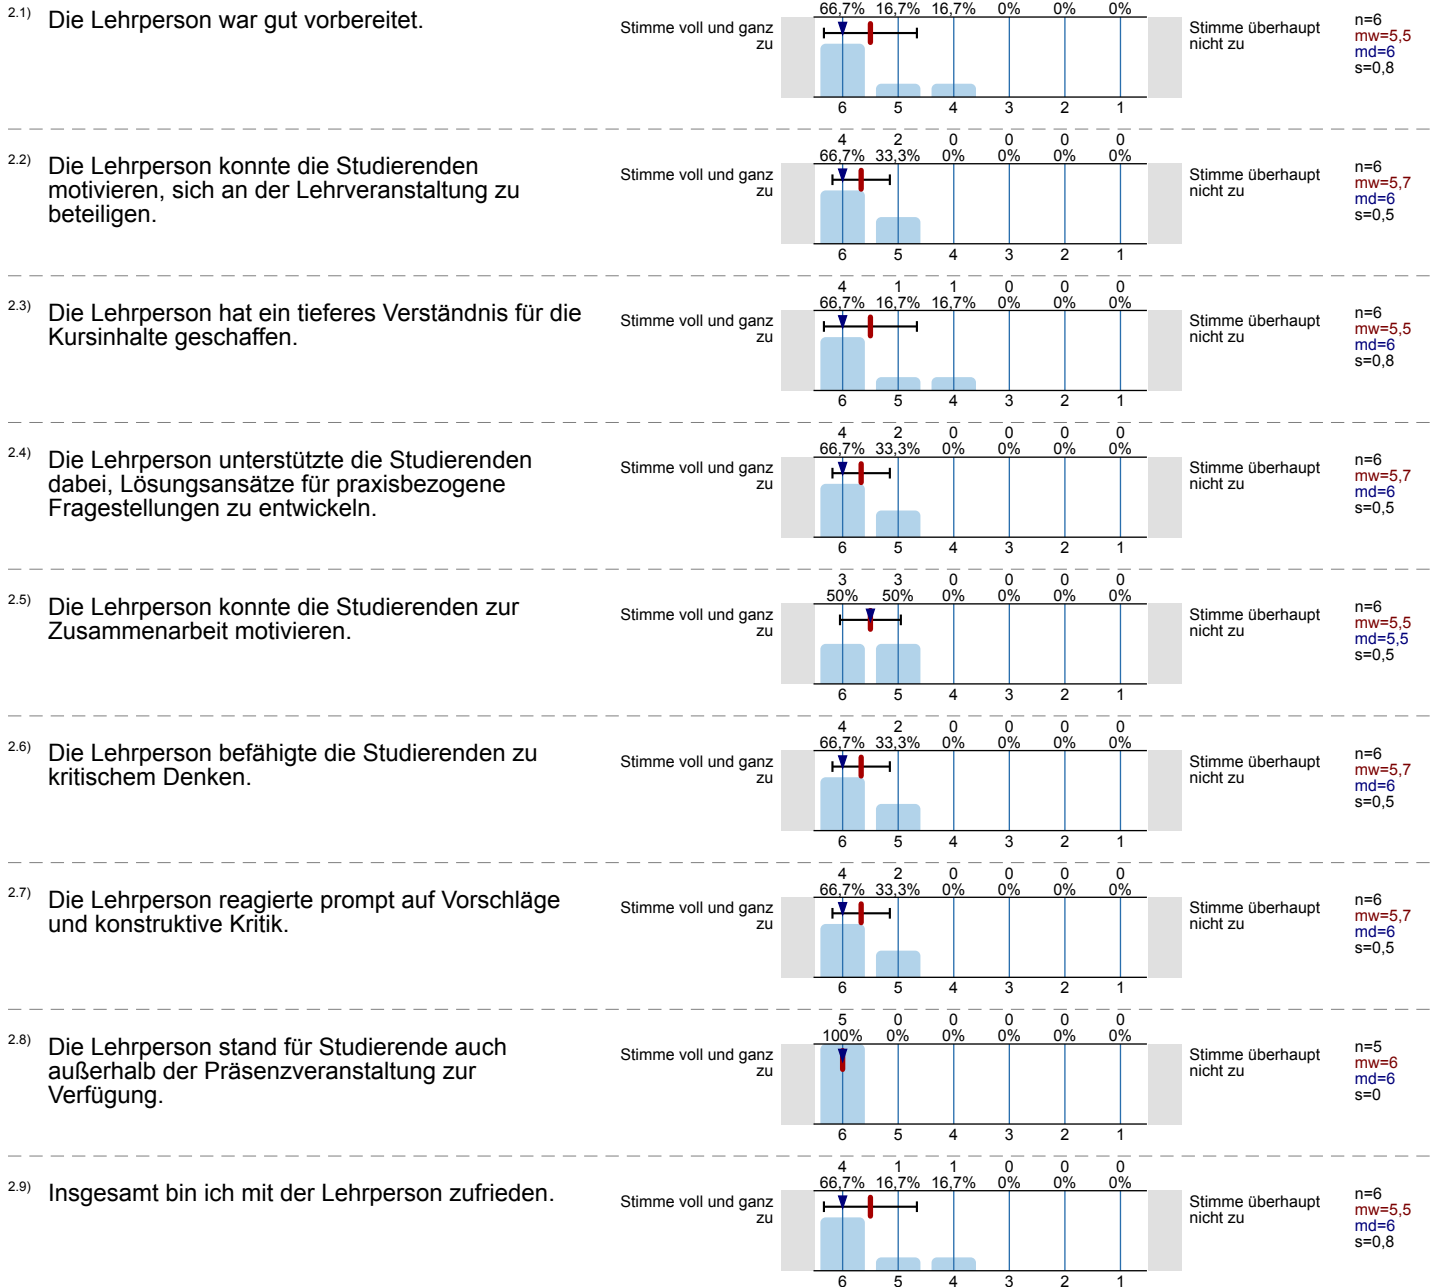 2.1) Die Lehrperson war gut vorbereitet.
Stimme voll und ganz
zu
66,7% 16,7% 16,7% 0% 0% 0%
6 5 4 3 2 1
Stimme überhaupt
nicht zu
n=6
mw=5,5
md=6
s=0,8
2.2) Die Lehrperson konnte die Studierenden
motivieren, sich an der Lehrveranstaltung zu
beteiligen.
Stimme voll und ganz
zu
4 2 0 0 0 0
66,7% 33,3% 0% 0% 0% 0%
6 5 4 3 2 1
Stimme überhaupt
nicht zu
n=6
mw=5,7
md=6
s=0,5
2.3) Die Lehrperson hat ein tieferes Verständnis für die
Kursinhalte geschaffen.
Stimme voll und ganz
zu
4 1 1 0 0 0
66,7% 16,7% 16,7% 0% 0% 0%
6 5 4 3 2 1
Stimme überhaupt
nicht zu
n=6
mw=5,5
md=6
s=0,8
2.4) Die Lehrperson unterstützte die Studierenden
dabei, Lösungsansätze für praxisbezogene
Fragestellungen zu entwickeln.
Stimme voll und ganz
zu
4 2 0 0 0 0
66,7% 33,3% 0% 0% 0% 0%
6 5 4 3 2 1
Stimme überhaupt
nicht zu
n=6
mw=5,7
md=6
s=0,5
2.5) Die Lehrperson konnte die Studierenden zur
Zusammenarbeit motivieren.
Stimme voll und ganz
zu
3 3 0 0 0 0
50% 50% 0% 0% 0% 0%
6 5 4 3 2 1
Stimme überhaupt
nicht zu
n=6
mw=5,5
md=5,5
s=0,5
2.6) Die Lehrperson befähigte die Studierenden zu
kritischem Denken.
Stimme voll und ganz
zu
4 2 0 0 0 0
66,7% 33,3% 0% 0% 0% 0%
6 5 4 3 2 1
Stimme überhaupt
nicht zu
n=6
mw=5,7
md=6
s=0,5
2.7) Die Lehrperson reagierte prompt auf Vorschläge
und konstruktive Kritik.
Stimme voll und ganz
zu
4 2 0 0 0 0
66,7% 33,3% 0% 0% 0% 0%
6 5 4 3 2 1
Stimme überhaupt
nicht zu
n=6
mw=5,7
md=6
s=0,5
2.8) Die Lehrperson stand für Studierende auch
außerhalb der Präsenzveranstaltung zur
Verfügung.
Stimme voll und ganz
zu
5 0 0 0 0 0
100% 0% 0% 0% 0% 0%
6 5 4 3 2 1
Stimme überhaupt
nicht zu
n=5
mw=6
md=6
s=0
2.9) Insgesamt bin ich mit der Lehrperson zufrieden.
Stimme voll und ganz
zu
4 1 1 0 0 0
66,7% 16,7% 16,7% 0% 0% 0%
6 5 4 3 2 1
Stimme überhaupt
nicht zu
n=6
mw=5,5
md=6
s=0,8